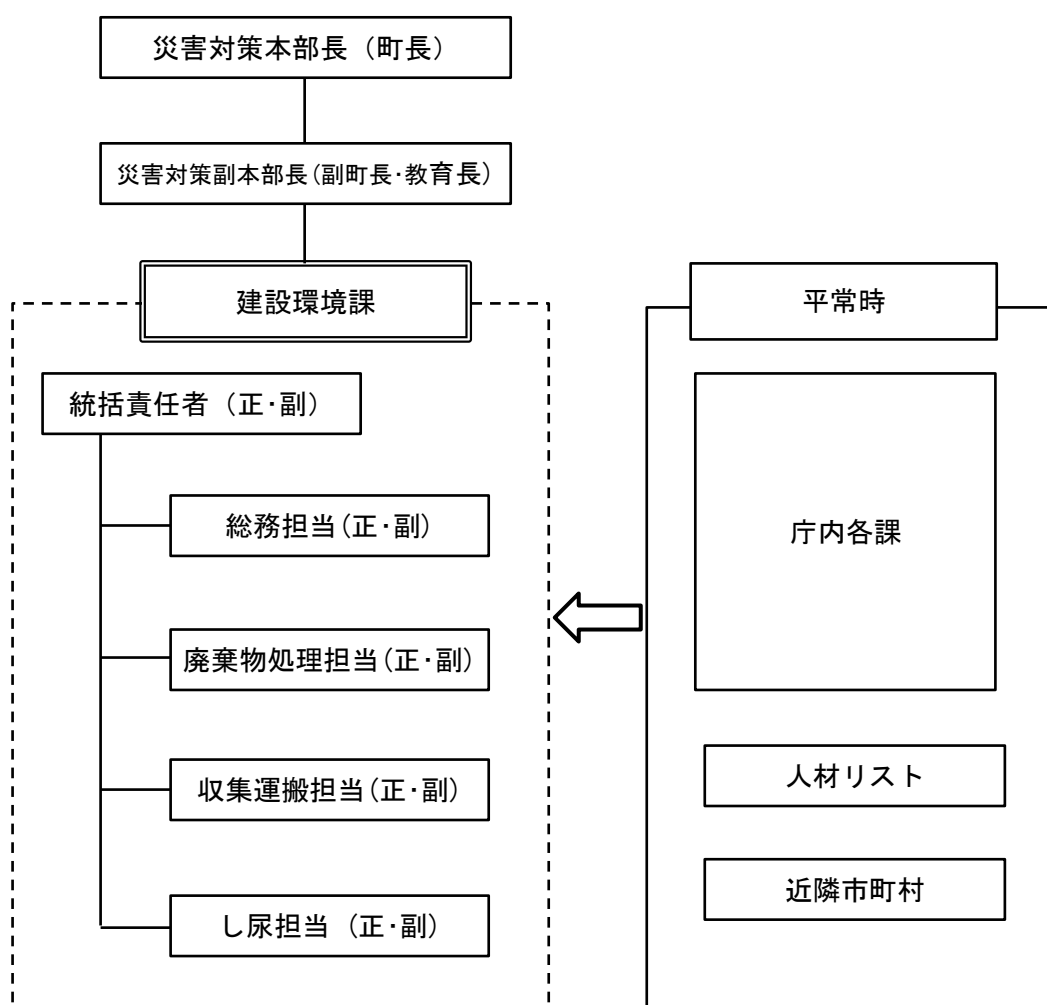 災害対策本部長（町長）
災害対策副本部長(副町長･教育長)
建設環境課
統括責任者（正･副）
総務担当(正･副)
廃棄物処理担当(正･副)
収集運搬担当(正･副)
し尿担当（正･副）
平常時
庁内各課
人材リスト
近隣市町村